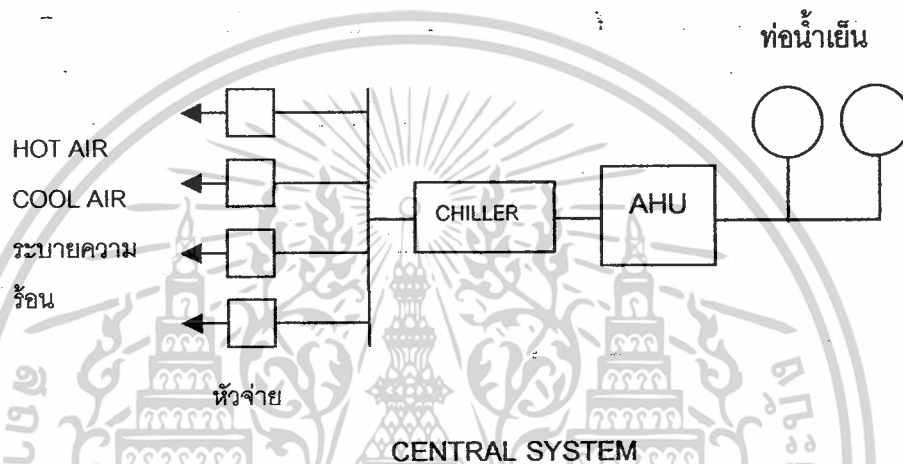 ท่อน้ำเย็น
HOT AIR
COOL AIR
ระบายความ
ร้อน
CHILLER
AHU
หัวจ่าย
CENTRAL SYSTEM